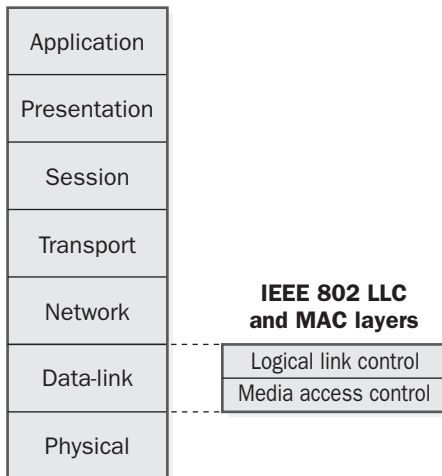 Application
Presentation
Session
Transport
Network
Data-link
Physical
IEEE 802 LLC
and MAC layers
Logical link control
Media access control